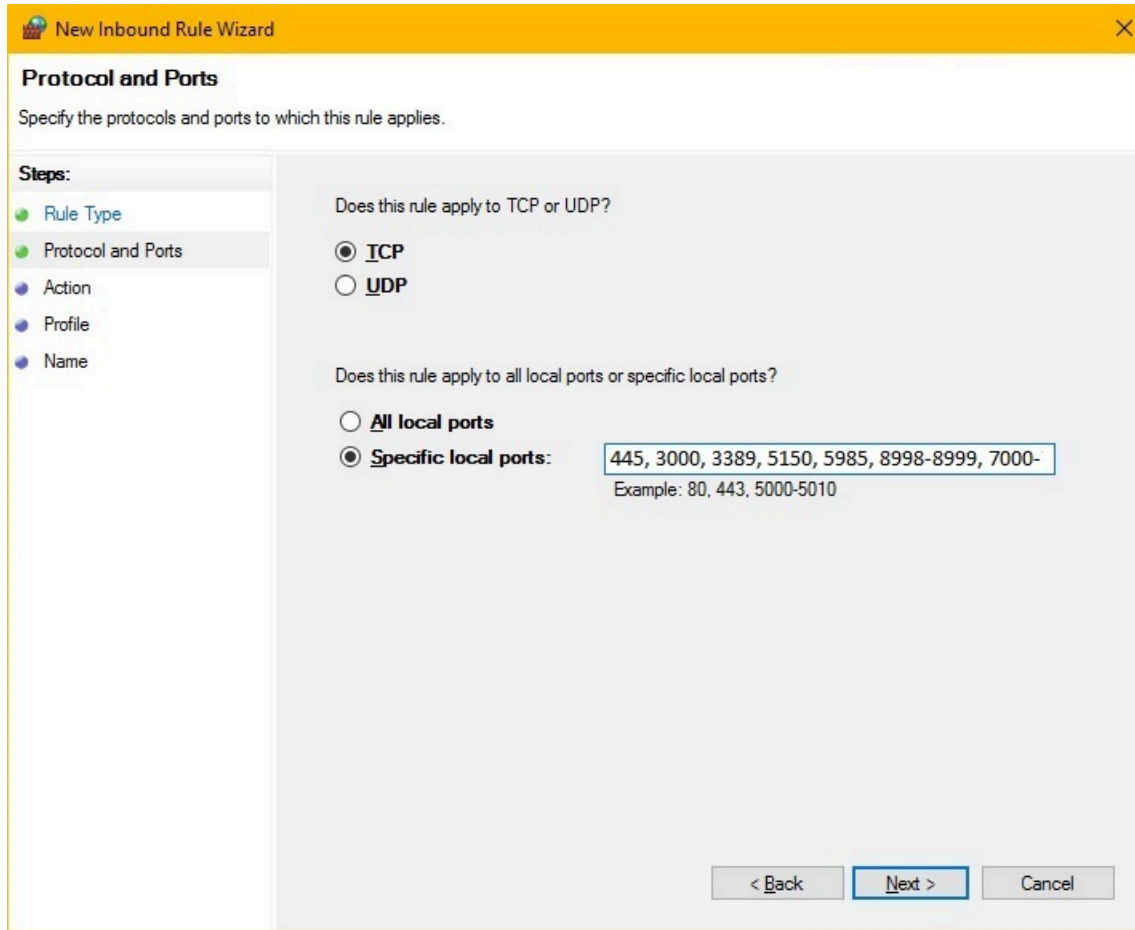 New Inbound Rule Wizard
Protocol and Ports
Specify the protocols and ports to which this rule applies.
Steps:
Rule Type
Protocol and Ports
Action
Profile
Name
Does this rule apply to TCP or UDP?
TCP
UDP
Does this rule apply to all local ports or specific local ports?
All local ports
Specific local ports:
445, 3000, 3389, 5150, 5985, 8998-8999, 7000-
Example: 80, 443, 5000-5010
< Back
Next >
Cancel